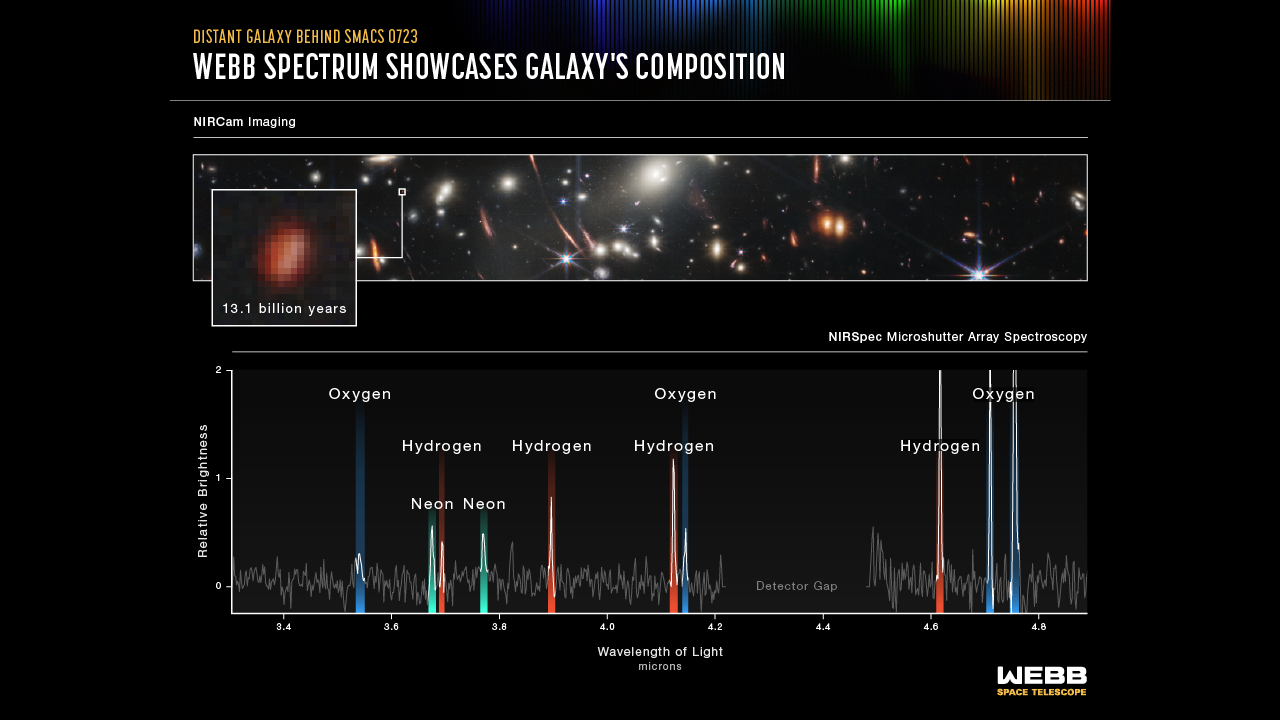 DISTANT GALAXY BEHIND SMACS 0723
WEBB SPECTRUM SHOWCASES GALAXY'S COMPOSITION
NIRCam Imaging
13.1 billion years
NIRSpec Microshutter Array Spectroscopy
Relative Brightness
2
1
0
Oxygen
Oxygen
Oxygen
Hydrogen
Hydrogen
Hydrogen
Hydrogen
Neon
Neon
Detector Gap
3.4
3.6
3.8
4.0
4.2
4.4
4.6
4.8
Wavelength of Light
microns
WEBB
SPACE TELESCOPE